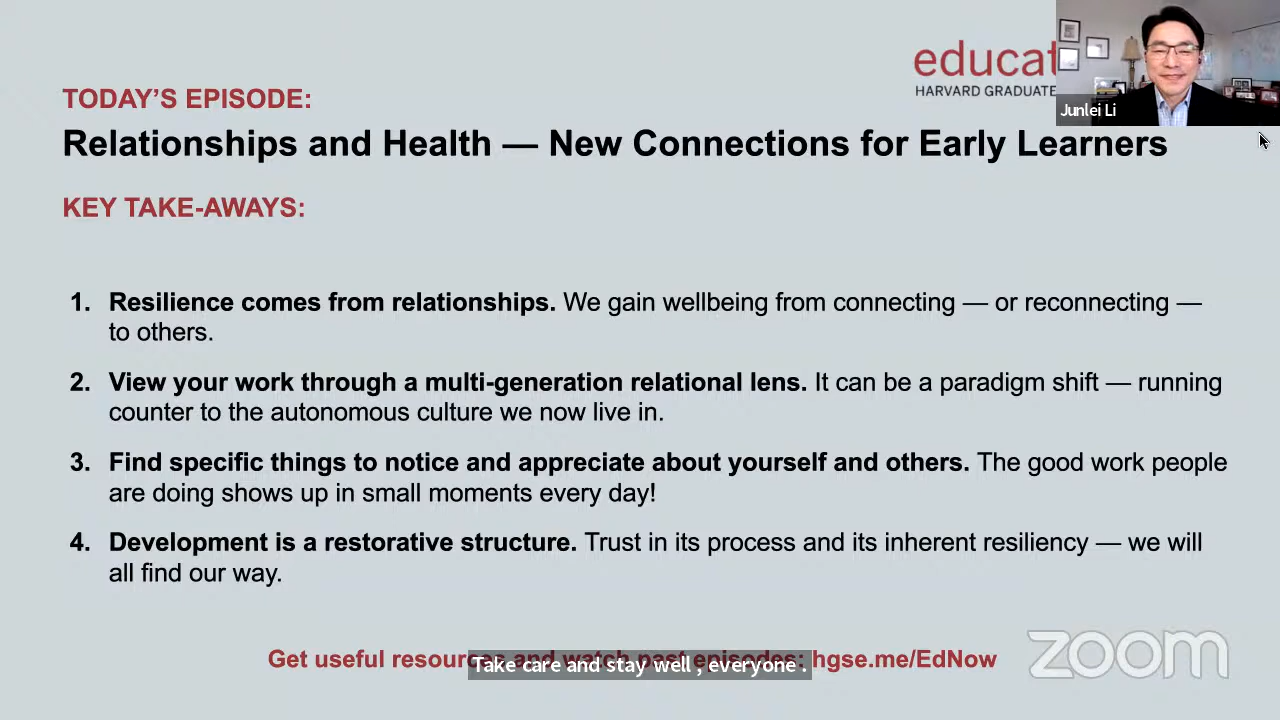 educat
HARVARD GRADUATE
Junlei Li
TODAY’S EPISODE:
Relationships and Health — New Connections for Early Learners
KEY TAKE-AWAYS:
1. Resilience comes from relationships. We gain wellbeing from connecting — or reconnecting —
to others.
2. View your work through a multi-generation relational lens. It can be a paradigm shift — running
counter to the autonomous culture we now live in.
3. Find specific things to notice and appreciate about yourself and others. The good work people
are doing shows up in small moments every day!
4. Development is a restorative structure. Trust in its process and its inherent resiliency — we will
all find our way.
Get useful resources and watch past episodes: hgse.me/EdNow
Take care and stay well , everyone .
zoom